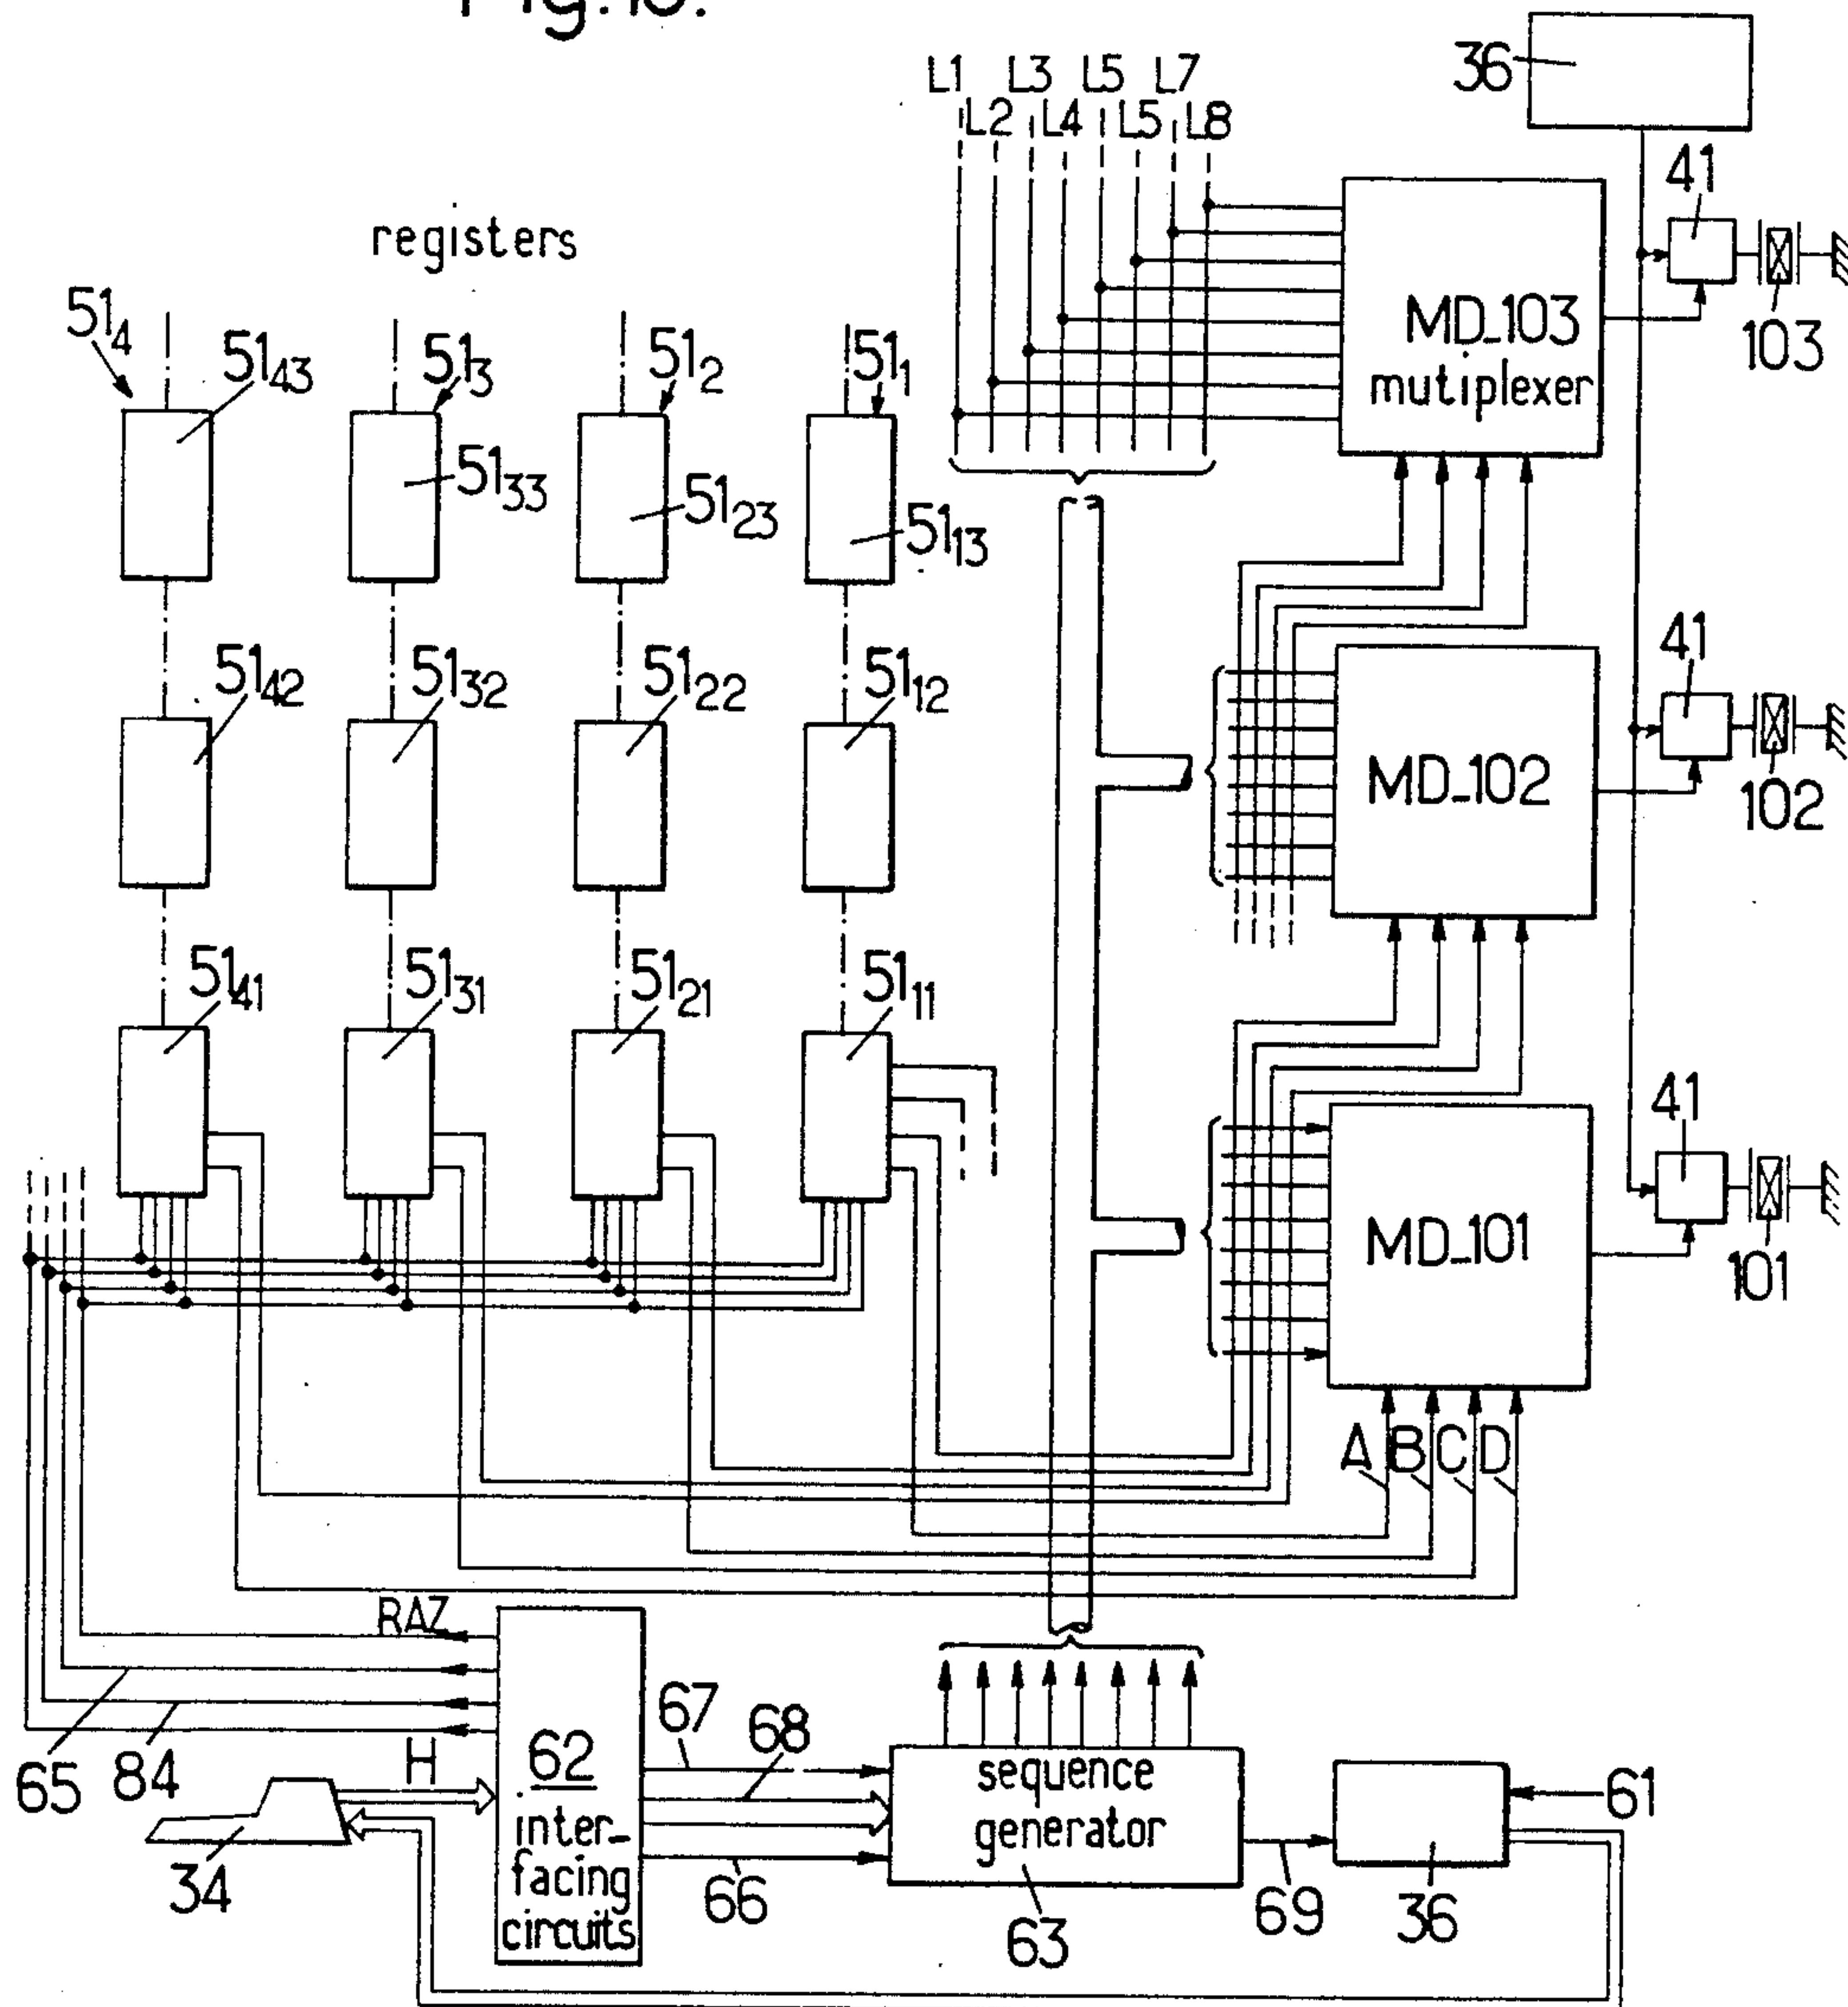 Fig.
L1 L3 L5 L7
L2 L4 L5 L8
36
41
registers
MD_103
mutiplexer
103
51₄
51₄₃
51₃
51₃₃
51₂
51₂₃
51₁
51₁₃
41
51₄₂
51₃₂
51₂₂
51₁₂
MD_102
102
51₄₁
51₃₁
51₂₁
51₁₁
41
MD_101
101
A B C D
RAZ
65
84
H
34
62
inter-
facing
circuits
67
68
66
sequence
generator
63
69
36
61